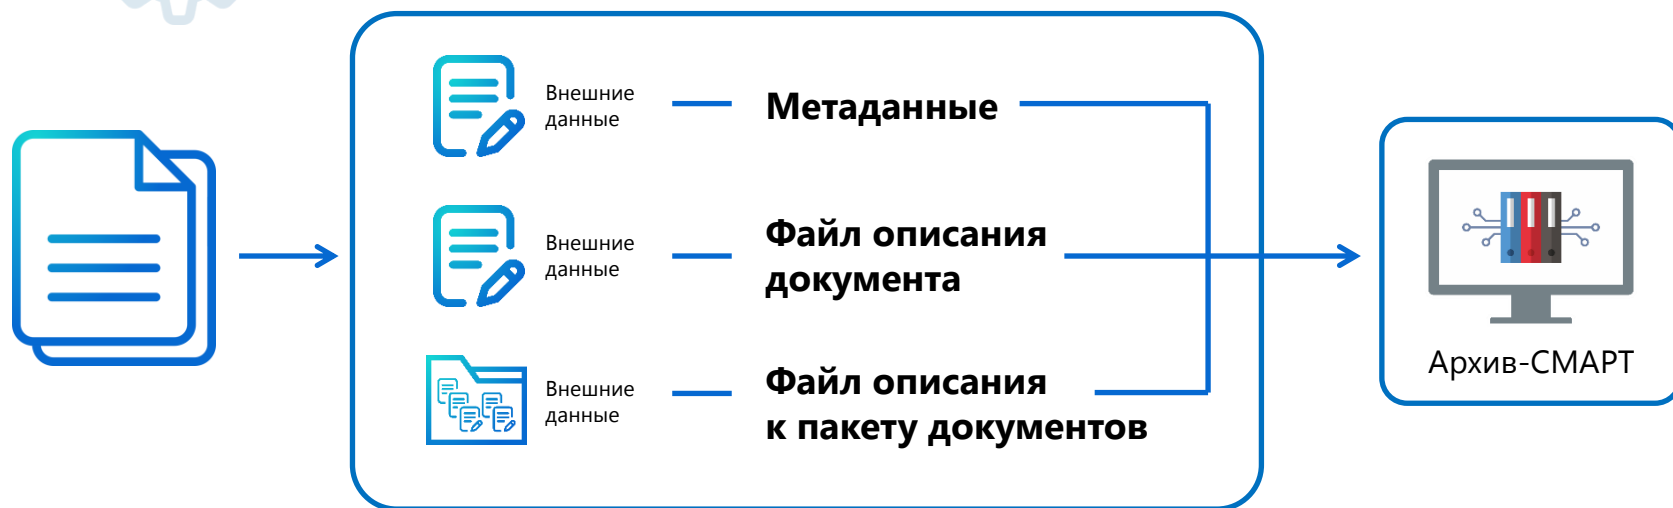 Внешние
данные
Метаданные
Внешние
данные
Файл описания
документа
Внешние
данные
Файл описания
к пакету документов
Архив-СМАРТ